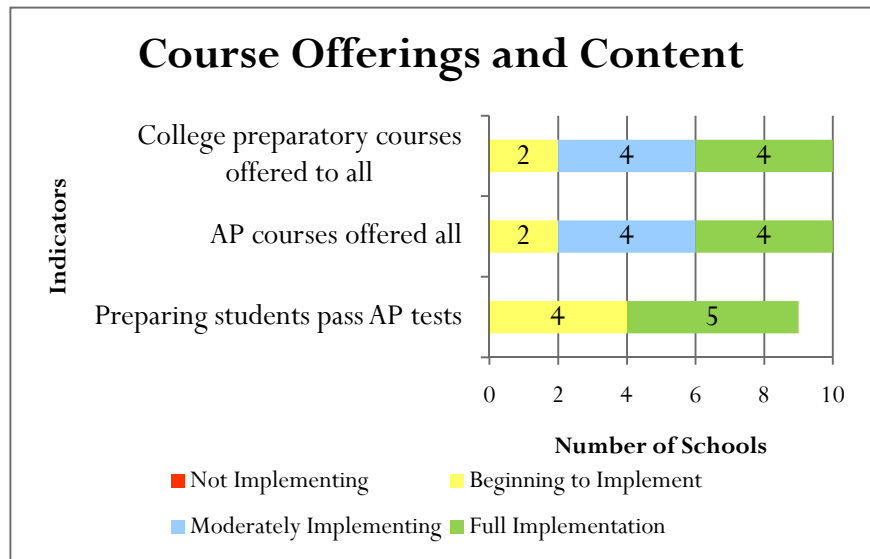 Course Offerings and Content
Indicators
College preparatory courses
offered to all
2 4 4
AP courses offered all
2 4 4
Preparing students pass AP tests
4 5
0 2 4 6 8 10
Number of Schools
Not Implementing Beginning to Implement
Moderately Implementing Full Implementation